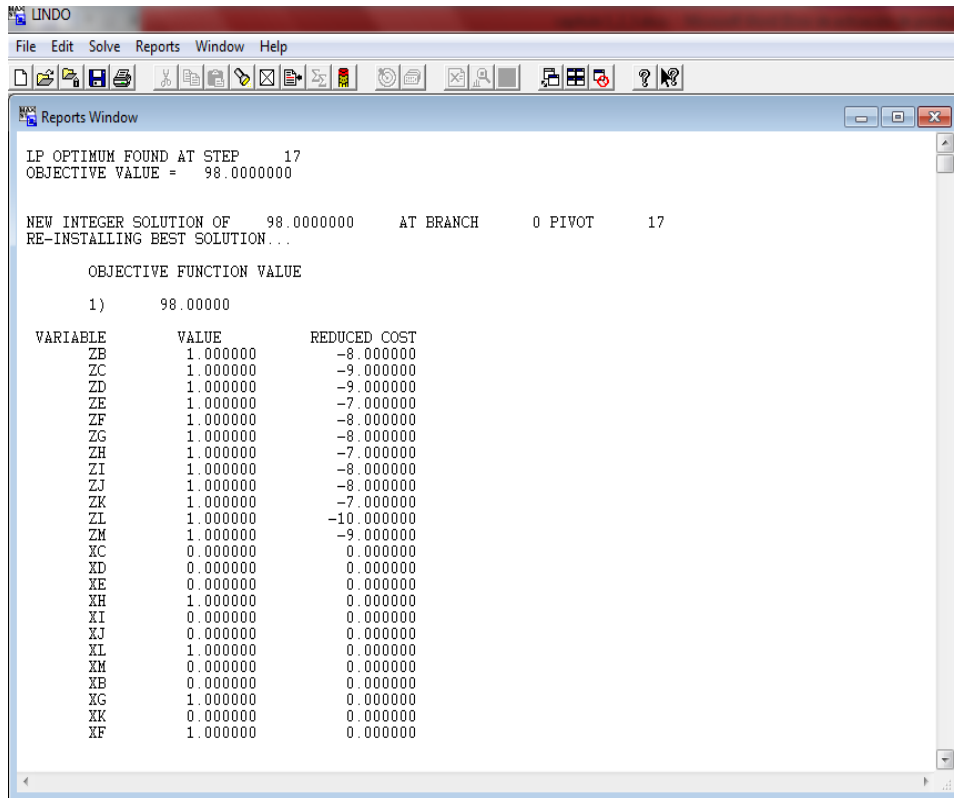 LINDO
File Edit Solve Reports Window Help
Reports Window
LP OPTIMUM FOUND AT STEP 17
OBJECTIVE VALUE = 98.0000000
NEW INTEGER SOLUTION OF 98.0000000 AT BRANCH 0 PIVOT 17
RE-INSTALLING BEST SOLUTION...
OBJECTIVE FUNCTION VALUE
1) 98.00000
VARIABLE VALUE REDUCED COST
ZB 1.000000 -8.000000
ZC 1.000000 -9.000000
ZD 1.000000 -9.000000
ZE 1.000000 -7.000000
ZF 1.000000 -8.000000
ZG 1.000000 -8.000000
ZH 1.000000 -7.000000
ZI 1.000000 -8.000000
ZJ 1.000000 -8.000000
ZK 1.000000 -7.000000
ZL 1.000000 -10.000000
ZM 1.000000 -9.000000
XC 0.000000 0.000000
XD 0.000000 0.000000
XE 0.000000 0.000000
XH 1.000000 0.000000
XI 0.000000 0.000000
XJ 0.000000 0.000000
XL 1.000000 0.000000
XM 0.000000 0.000000
XB 0.000000 0.000000
XG 1.000000 0.000000
XK 0.000000 0.000000
XF 1.000000 0.000000